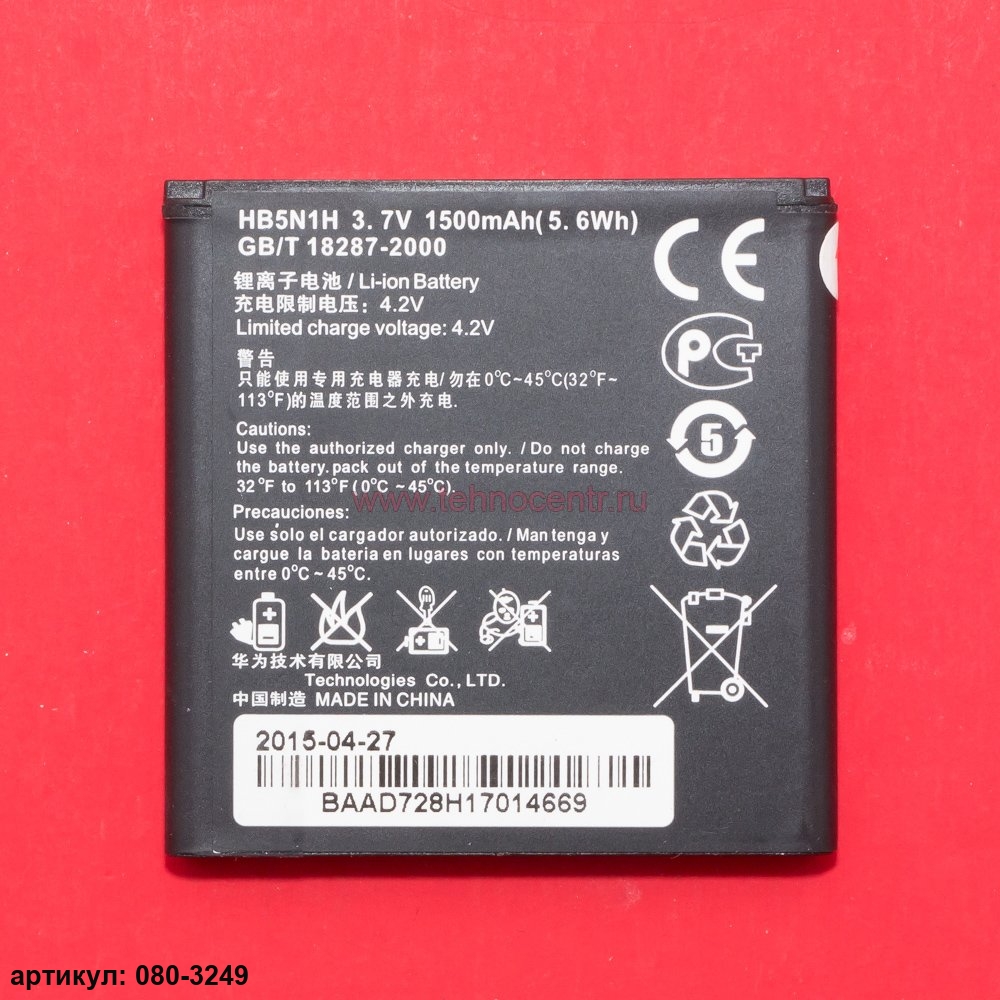 HB5N1H 3.7V 1500mAh(5.6Wh)
GB/T 18287-2000
锂离子电池 / Li-ion Battery
充电限制电压：4.2V
Limited charge voltage: 4.2V
警告
只能使用专用充电器充电/勿在0°C~45°C(32°F~
113°F)的温度范围之外充电.
Cautions:
Use the authorized charger only. / Do not charge
the battery.pack out of the temperature range.
32°F to 113°F(0°C ~ 45°C).
www.tehnocentr.ru
Precauciones:
Use solo el cargador autorizado. / Man tenga y
cargue la bateria en lugares con temperaturas
entre 0°C ~ 45°C.
华为技术有限公司
Technologies Co., LTD.
中国制造 MADE IN CHINA
2015-04-27
BAAD728H17014669
CE
РСТ
5
артикул: 080-3249